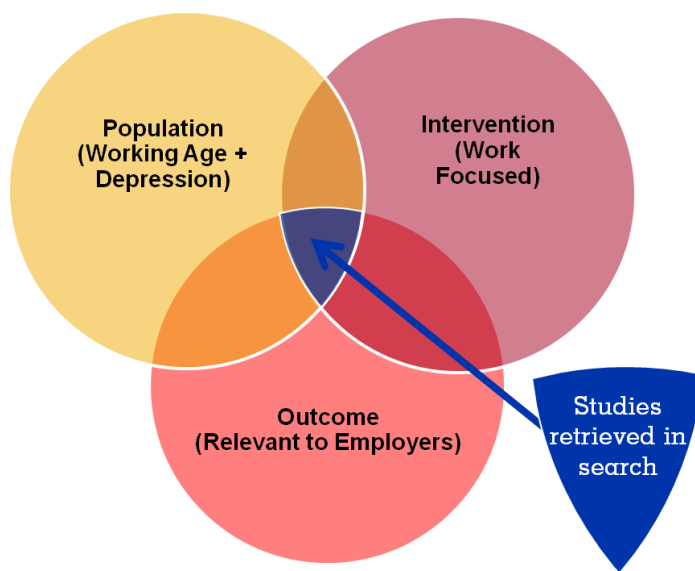 Population
(Working Age +
Depression)
Intervention
(Work
Focused)
Outcome
(Relevant to Employers)
Studies
retrieved in
search